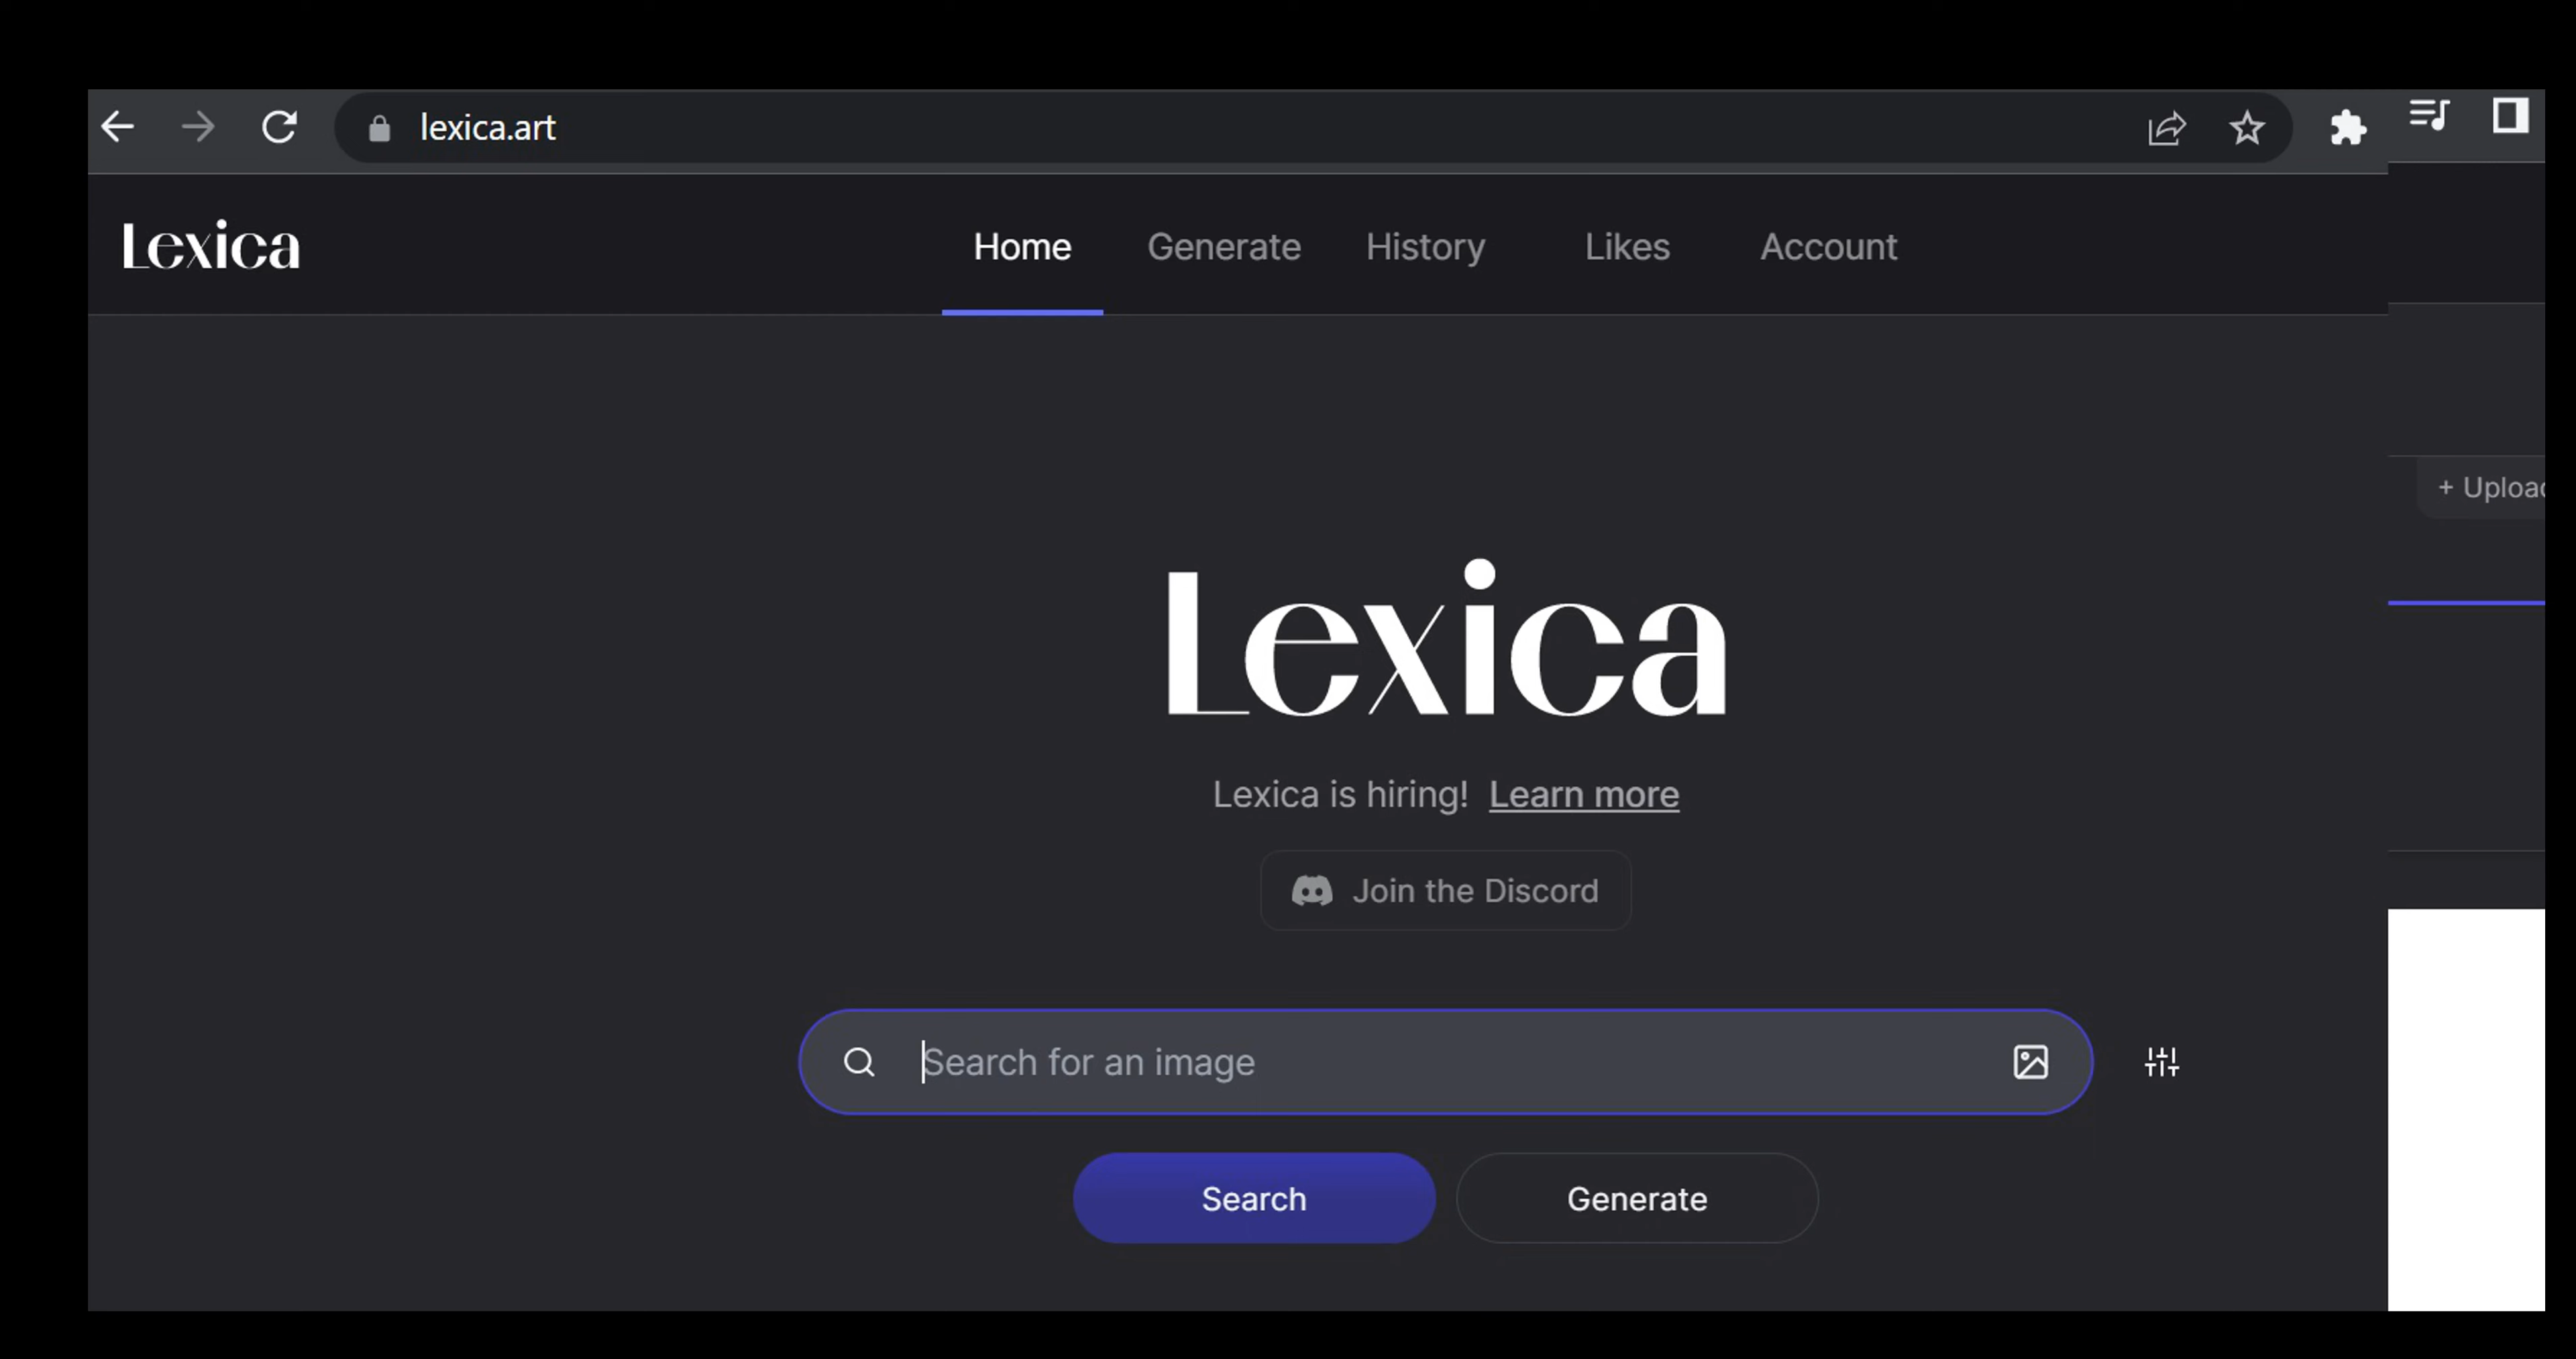 lexica.art
Lexica
Home Generate History Likes Account
+ Upload
Lexica
Lexica is hiring! Learn more
Join the Discord
Search for an image
Search Generate